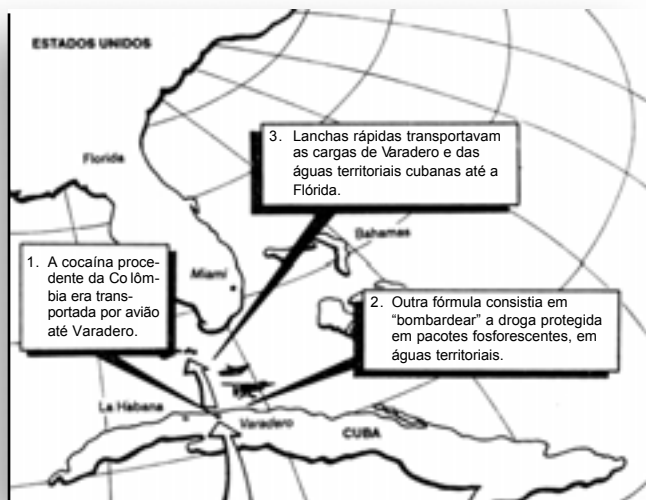 ESTADOS UNIDOS
3. Lanchas rápidas transportavam
as cargas de Varadero e das
águas territoriais cubanas até a
Flórida.
Florida
Bahamas
1. A cocaína proce-
dente da Co lôm-
bia era trans-
portada por avião
até Varadero.
Miami
2. Outra fórmula consistia em
“bombardear” a droga protegida
em pacotes fosforescentes, em
águas territoriais.
La Habana
Varadero
CUBA